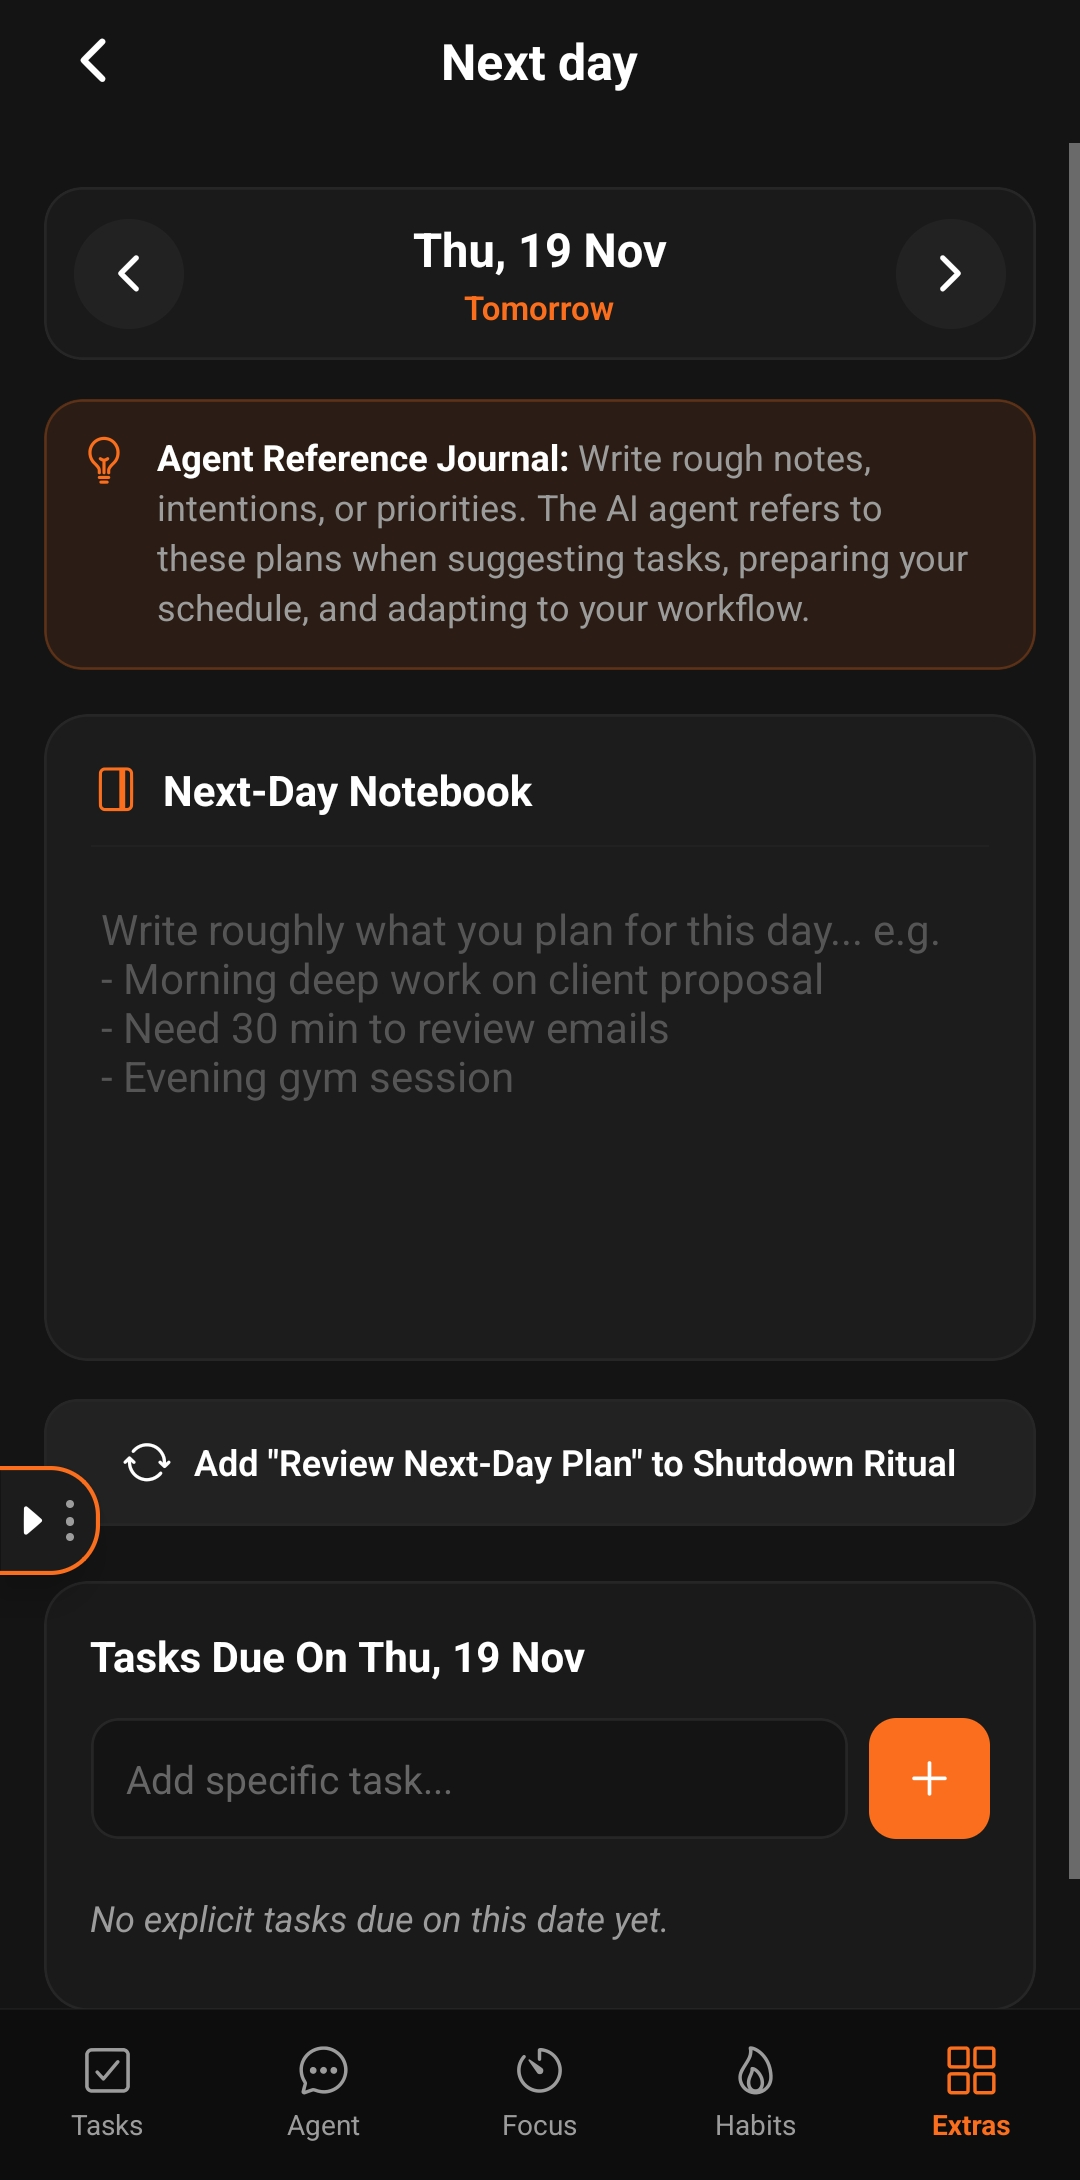 Next day
Thu, 19 Nov
Tomorrow
Agent Reference Journal: Write rough notes,
intentions, or priorities. The AI agent refers to
these plans when suggesting tasks, preparing your
schedule, and adapting to your workflow.
Next-Day Notebook
Write roughly what you plan for this day... e.g.
- Morning deep work on client proposal
- Need 30 min to review emails
- Evening gym session
Add "Review Next-Day Plan" to Shutdown Ritual
Tasks Due On Thu, 19 Nov
Add specific task...
No explicit tasks due on this date yet.
Tasks
Agent
Focus
Habits
Extras